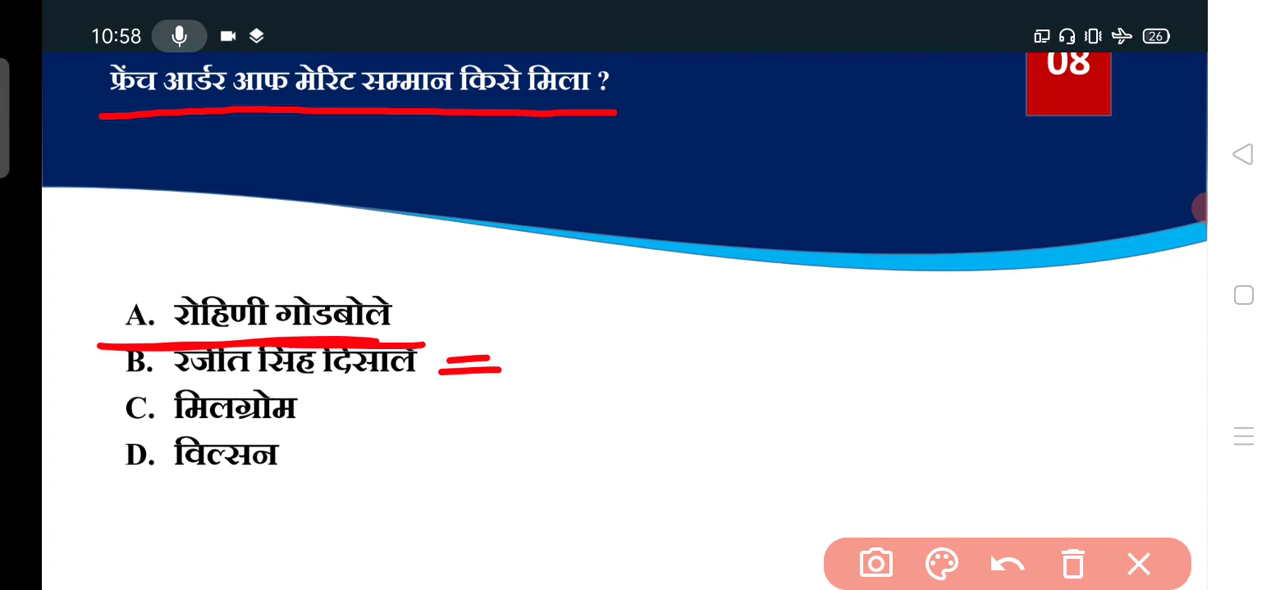 10:58
26
फ्रेंच आर्डर आफ मेरिट सम्मान किसे मिला ?
08
A. रोहिणी गोडबोले
B. रजीत सिंह दिसाले
C. मिलग्रोम
D. विल्सन